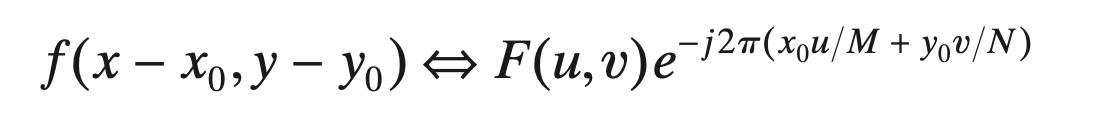 f(x − x₀, y − y₀) ⇔ F(u, v)e^{−j2π(x₀u/M + y₀v/N)}